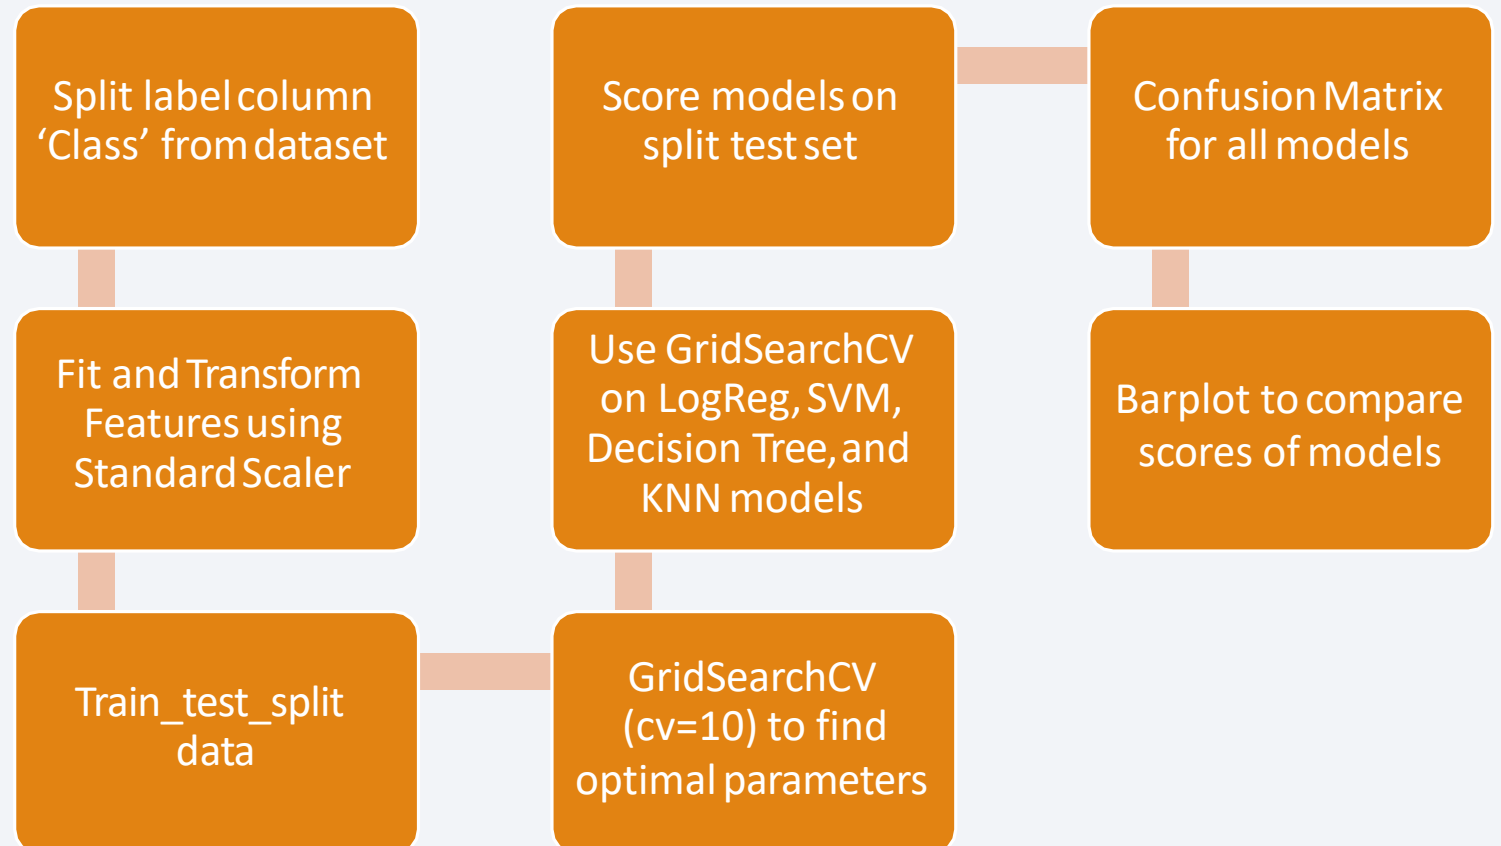 Split label column
‘Class’ from dataset
Fit and Transform
Features using
Standard Scaler
Train_test_split
data
GridSearchCV
(cv=10) to find
optimal parameters
Use GridSearchCV
on LogReg, SVM,
Decision Tree, and
KNN models
Score models on
split test set
Confusion Matrix
for all models
Barplot to compare
scores of models